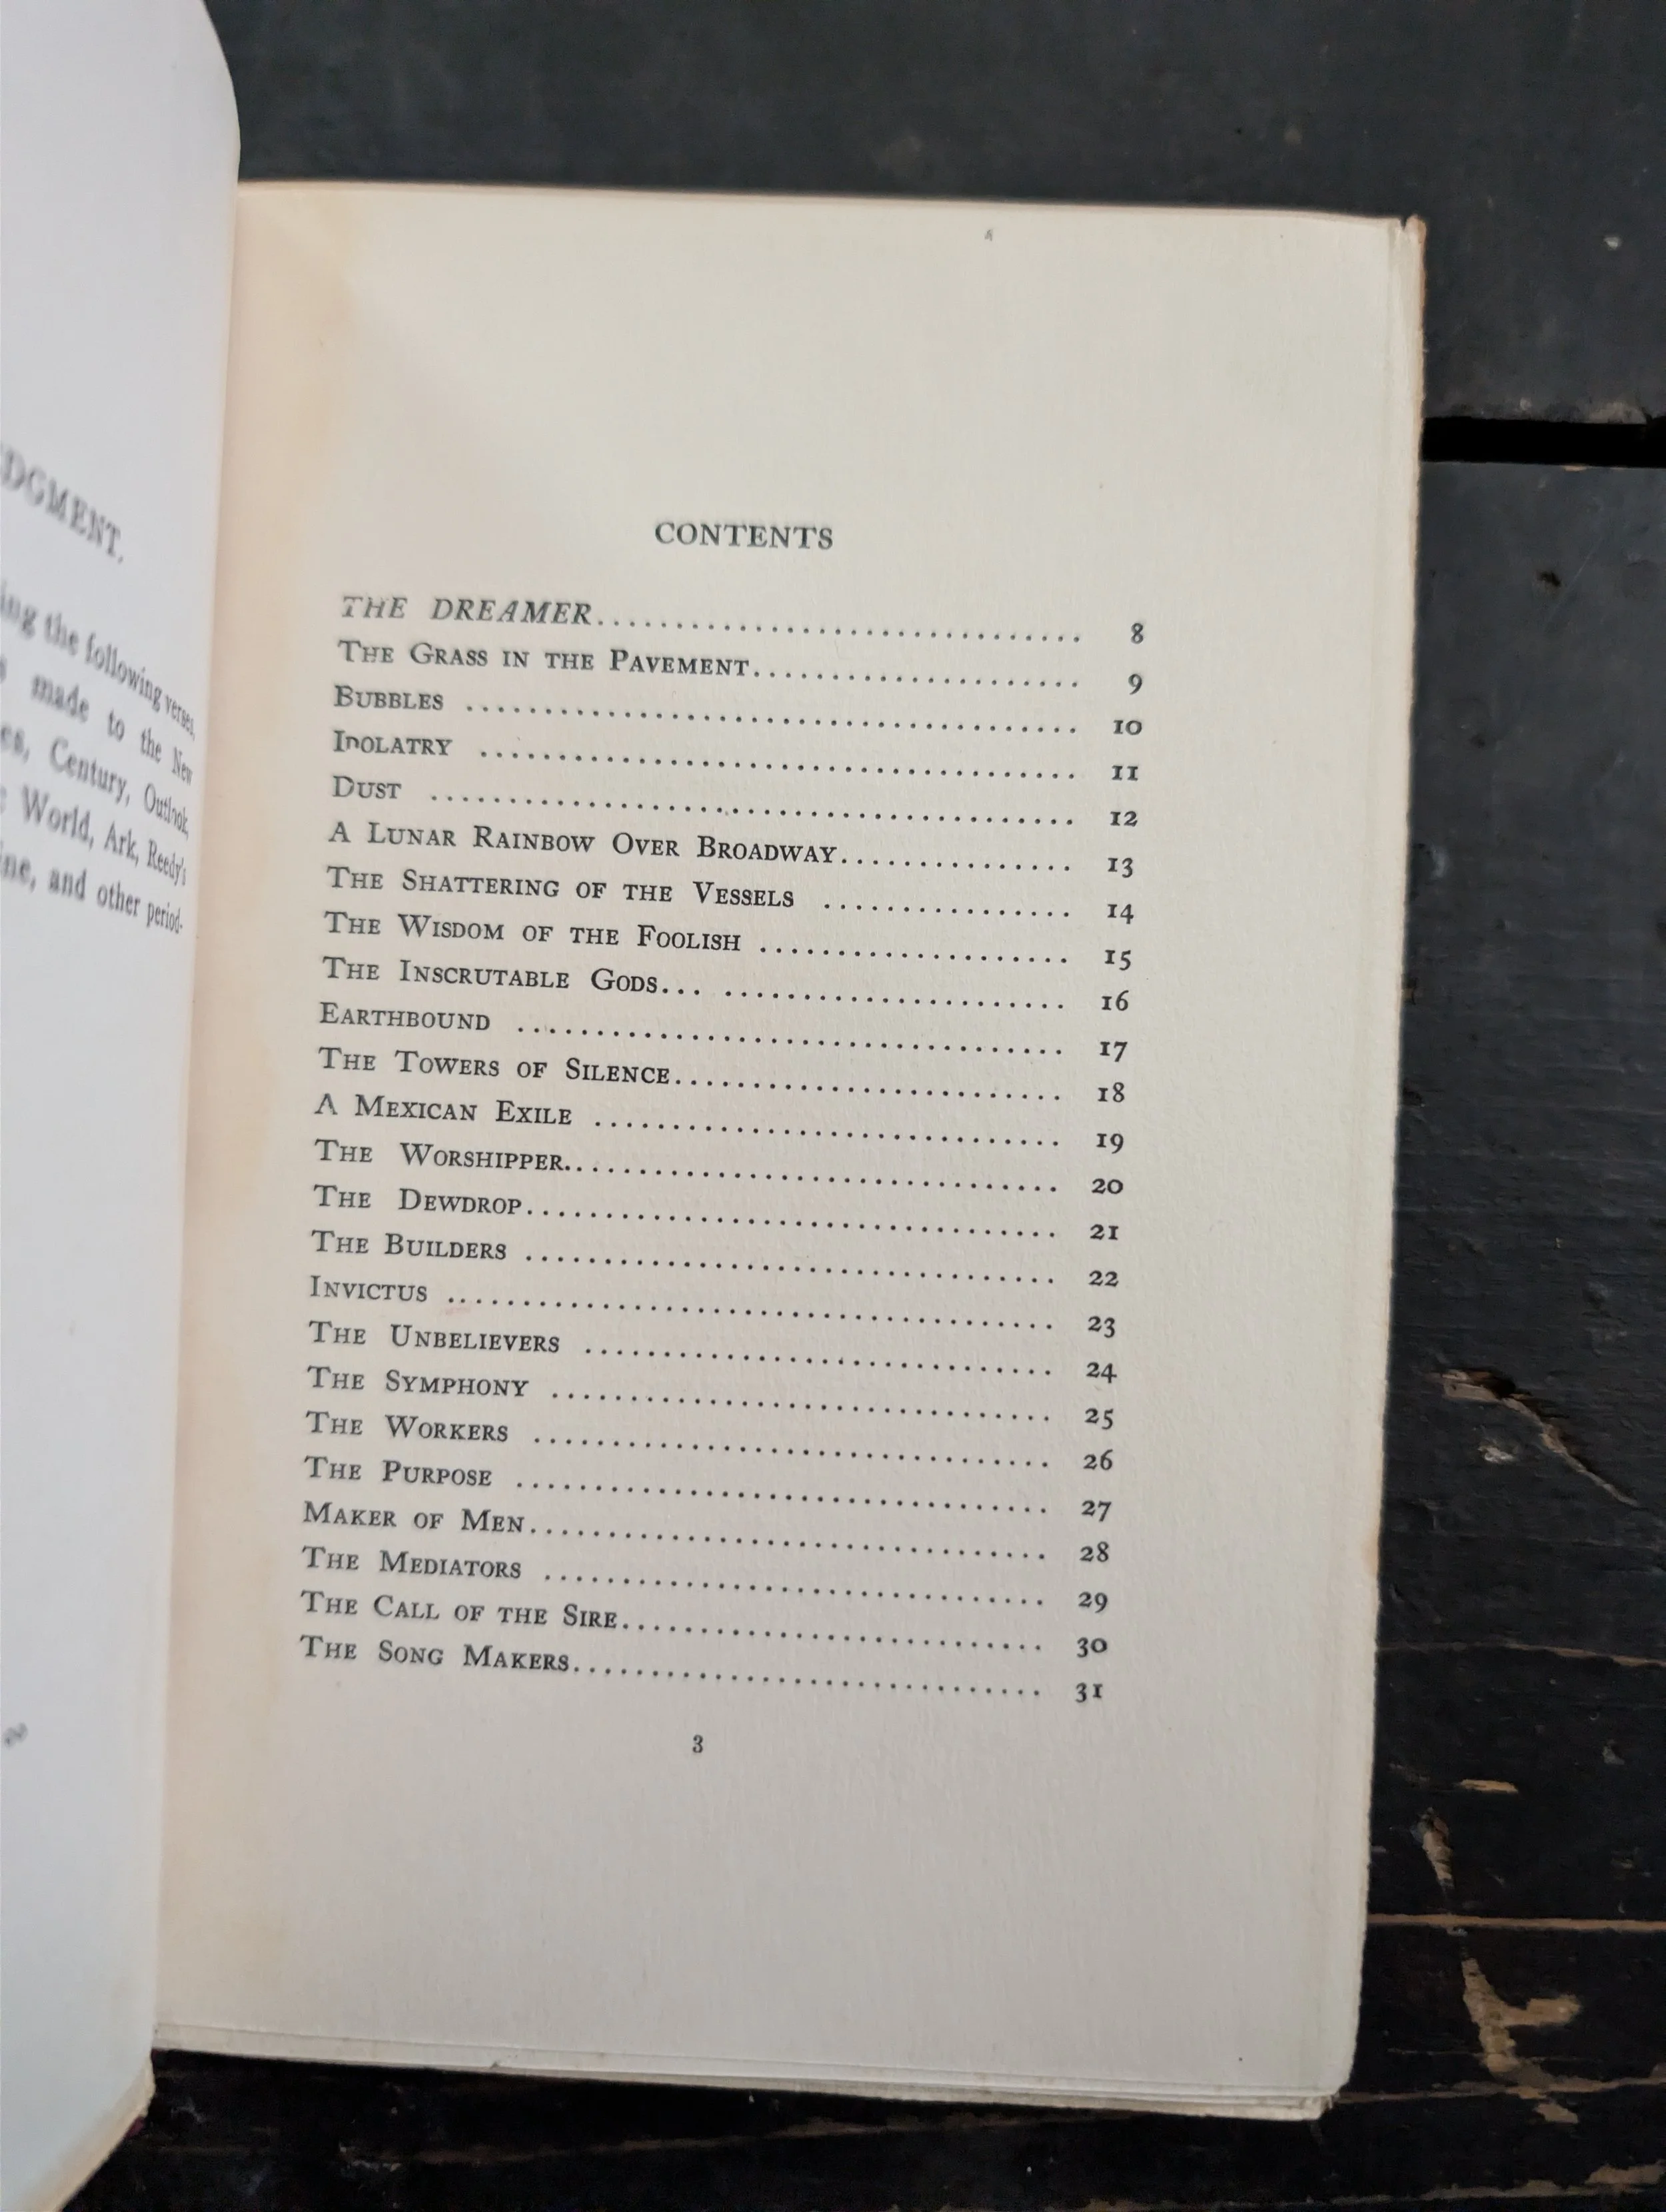 DGMENT.
ing the following verses,
made to the New
es, Century, Outlook,
World, Ark, Reedy's
ine, and other period-
CONTENTS
THE DREAMER................................ 8
THE GRASS IN THE PAVEMENT..................... 9
BUBBLES ....................................... 10
IDOLATRY ...................................... 11
DUST .......................................... 12
A LUNAR RAINBOW OVER BROADWAY............... 13
THE SHATTERING OF THE VESSELS ................ 14
THE WISDOM OF THE FOOLISH .................... 15
THE INSCRUTABLE GODS... ...................... 16
EARTHBOUND ................................... 17
THE TOWERS OF SILENCE......................... 18
A MEXICAN EXILE .............................. 19
THE WORSHIPPER................................ 20
THE DEWDROP................................... 21
THE BUILDERS .................................. 22
INVICTUS ...................................... 23
THE UNBELIEVERS .............................. 24
THE SYMPHONY ................................ 25
THE WORKERS ................................. 26
THE PURPOSE .................................. 27
MAKER OF MEN................................. 28
THE MEDIATORS ................................ 29
THE CALL OF THE SIRE........................... 30
THE SONG MAKERS.............................. 31
3